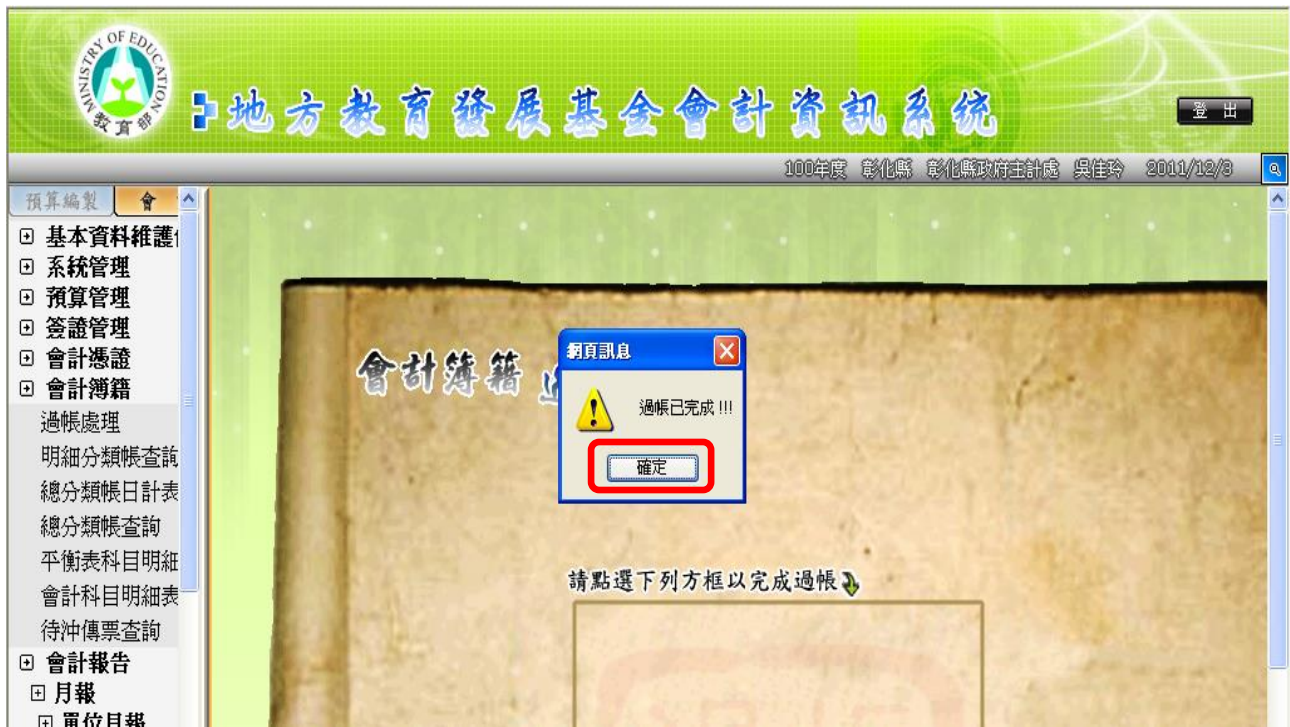 MINISTRY OF EDUCATION
教育部
地方教育發展基金會計資訊系統
登出
100年度 彰化縣 彰化縣政府主計處 吳佳玲 2011/12/3
預算編製 會
基本資料維護
系統管理
預算管理
簽證管理
會計憑證
會計簿籍
過帳處理
明細分類帳查詢
總分類帳日計表
總分類帳查詢
平衡表科目明細
會計科目明細表
待沖傳票查詢
會計報告
月報
單位月報
會計簿籍
網頁訊息
過帳已完成 !!!
確定
請點選下列方框以完成過帳